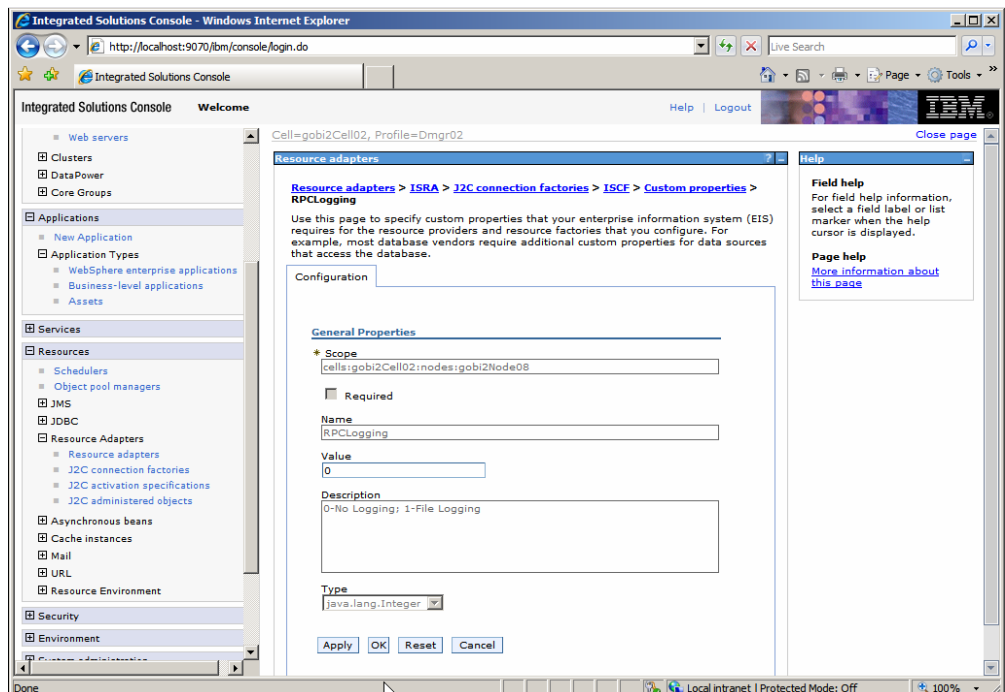 Integrated Solutions Console - Windows Internet Explorer
http://localhost:9070/ibm/console/login.do
Live Search
Integrated Solutions Console
Page
Tools
»
Integrated Solutions Console Welcome
Help | Logout
IBM.
Web servers
Clusters
DataPower
Core Groups
Applications
New Application
Application Types
WebSphere enterprise applications
Business-level applications
Assets
Services
Resources
Schedulers
Object pool managers
JMS
JDBC
Resource Adapters
Resource adapters
J2C connection factories
J2C activation specifications
J2C administered objects
Asynchronous beans
Cache instances
Mail
URL
Resource Environment
Security
Environment
System administration
Cell=gobi2Cell02, Profile=Dmgr02
Close page
Resource adapters
? -
Resource adapters > ISRA > J2C connection factories > ISCF > Custom properties >
RPCLogging
Use this page to specify custom properties that your enterprise information system (EIS)
requires for the resource providers and resource factories that you configure. For
example, most database vendors require additional custom properties for data sources
that access the database.
Configuration
General Properties
* Scope
cells:gobi2Cell02:nodes:gobi2Node08
Required
Name
RPCLogging
Value
0
Description
0-No Logging; 1-File Logging
Type
java.lang.Integer
Apply OK Reset Cancel
Help
Field help
For field help information,
select a field label or list
marker when the help
cursor is displayed.
Page help
More information about
this page
Done
Local intranet | Protected Mode: Off
100%